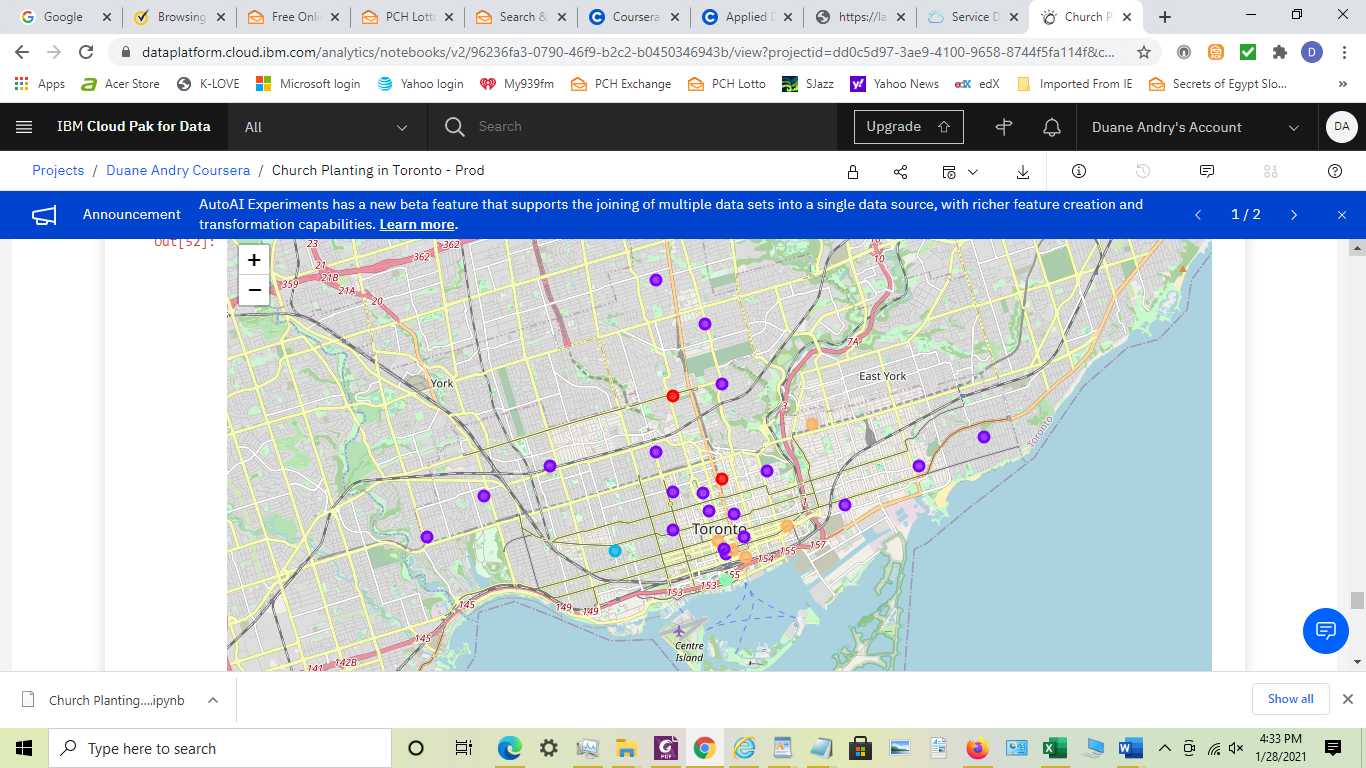 Google
Browsing
Free Onli
PCH Lott
Search &
Coursera
Applied D
https://la
Service D
Church P
dataplatform.cloud.ibm.com/analytics/notebooks/v2/96236fa3-0790-46f9-b2c2-b0450346943b/view?projectid=dd0c5d97-3ae9-4100-9658-8744f5fa114f&c...
D
Apps
Acer Store
K-LOVE
Microsoft login
Yahoo login
My939fm
PCH Exchange
PCH Lotto
SJazz
Yahoo News
edX
Imported From IE
Secrets of Egypt Slo...
»
IBM Cloud Pak for Data
All
Search
Upgrade
Duane Andry's Account
DA
Projects / Duane Andry Coursera / Church Planting in Toronto - Prod
Announcement
AutoAI Experiments has a new beta feature that supports the joining of multiple data sets into a single data source, with richer feature creation and
transformation capabilities. Learn more.
1 / 2
Out[52]:
+
−
23
362
362
10
21
21B
359
21A
20
7A
York
East York
3
Toronto
1
Toronto
154
155
157
155
153
153
145
149
149
145
Centre
Island
141
142B
Church Planting....ipynb
Show all
Type here to search
4:33 PM
1/28/2021